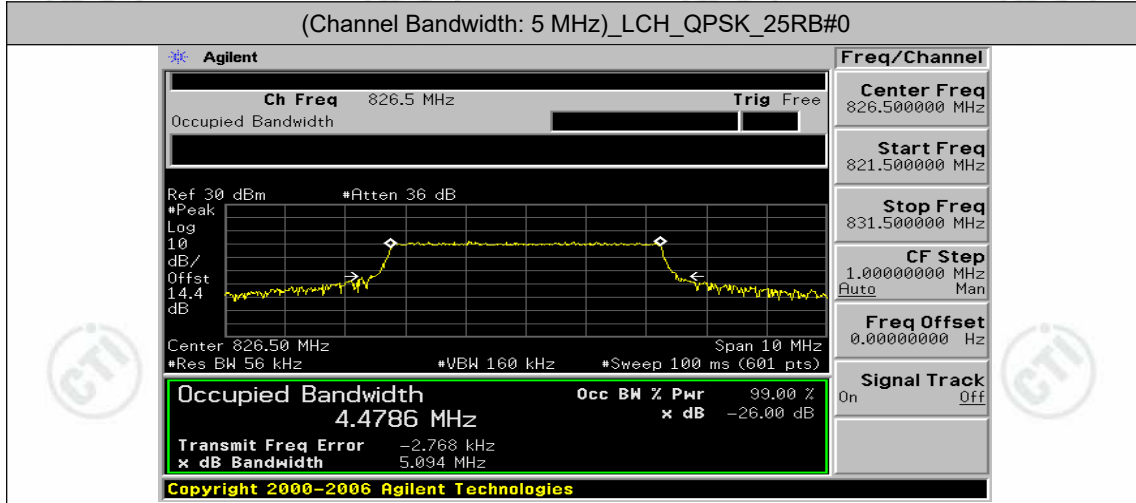 (Channel Bandwidth: 5 MHz)_LCH_QPSK_25RB#0
Agilent
Freq/Channel
Ch Freq 826.5 MHz Trig Free
Occupied Bandwidth
Center Freq
826.500000 MHz
Start Freq
821.500000 MHz
Stop Freq
831.500000 MHz
CF Step
1.00000000 MHz
Auto Man
Freq Offset
0.00000000 Hz
Signal Track
On Off
Ref 30 dBm #Atten 36 dB
#Peak
Log
10
dB/
Offst
14.4
dB
Center 826.50 MHz Span 10 MHz
#Res BW 56 kHz #VBW 160 kHz #Sweep 100 ms (601 pts)
Occupied Bandwidth Occ BW % Pwr 99.00 %
4.4786 MHz x dB -26.00 dB
Transmit Freq Error -2.768 kHz
x dB Bandwidth 5.094 MHz
Copyright 2000-2006 Agilent Technologies
CTI
CTI